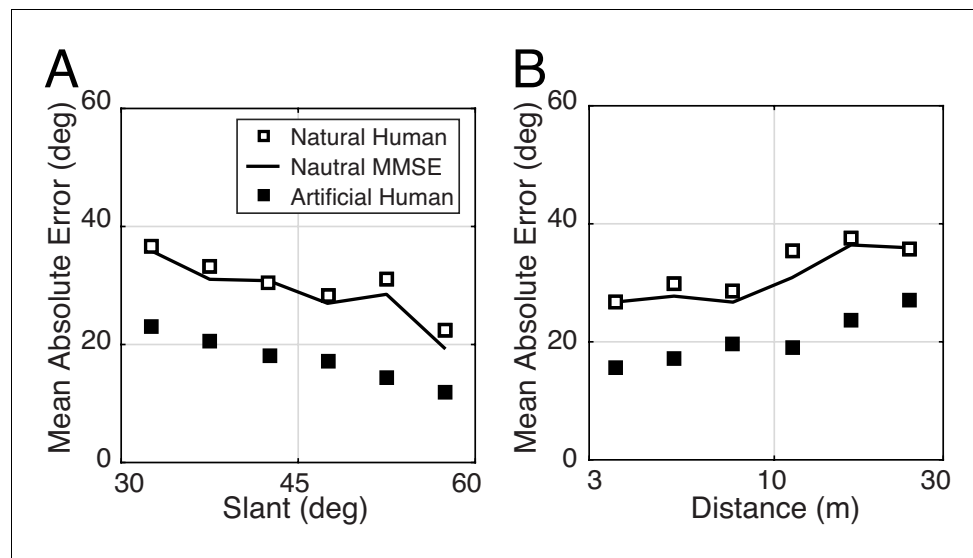 A
Mean Absolute Error (deg)
60
40
20
0
30
45
60
Slant (deg)
Natural Human
Nautral MMSE
Artificial Human
B
Mean Absolute Error (deg)
60
40
20
0
3
10
30
Distance (m)